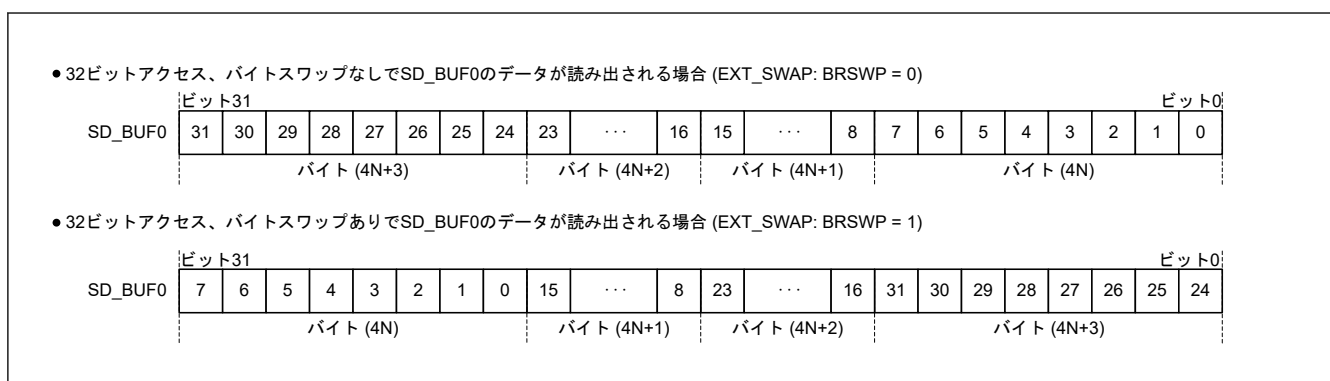 ● 32ビットアクセス、バイトスワップなしでSD_BUF0のデータが読み出される場合 (EXT_SWAP: BRSWP = 0)
ビット31 ビット0
SD_BUF0 31 30 29 28 27 26 25 24 23 ··· 16 15 ··· 8 7 6 5 4 3 2 1 0
バイト (4N+3) バイト (4N+2) バイト (4N+1) バイト (4N)
● 32ビットアクセス、バイトスワップありでSD_BUF0のデータが読み出される場合 (EXT_SWAP: BRSWP = 1)
ビット31 ビット0
SD_BUF0 7 6 5 4 3 2 1 0 15 ··· 8 23 ··· 16 31 30 29 28 27 26 25 24
バイト (4N) バイト (4N+1) バイト (4N+2) バイト (4N+3)